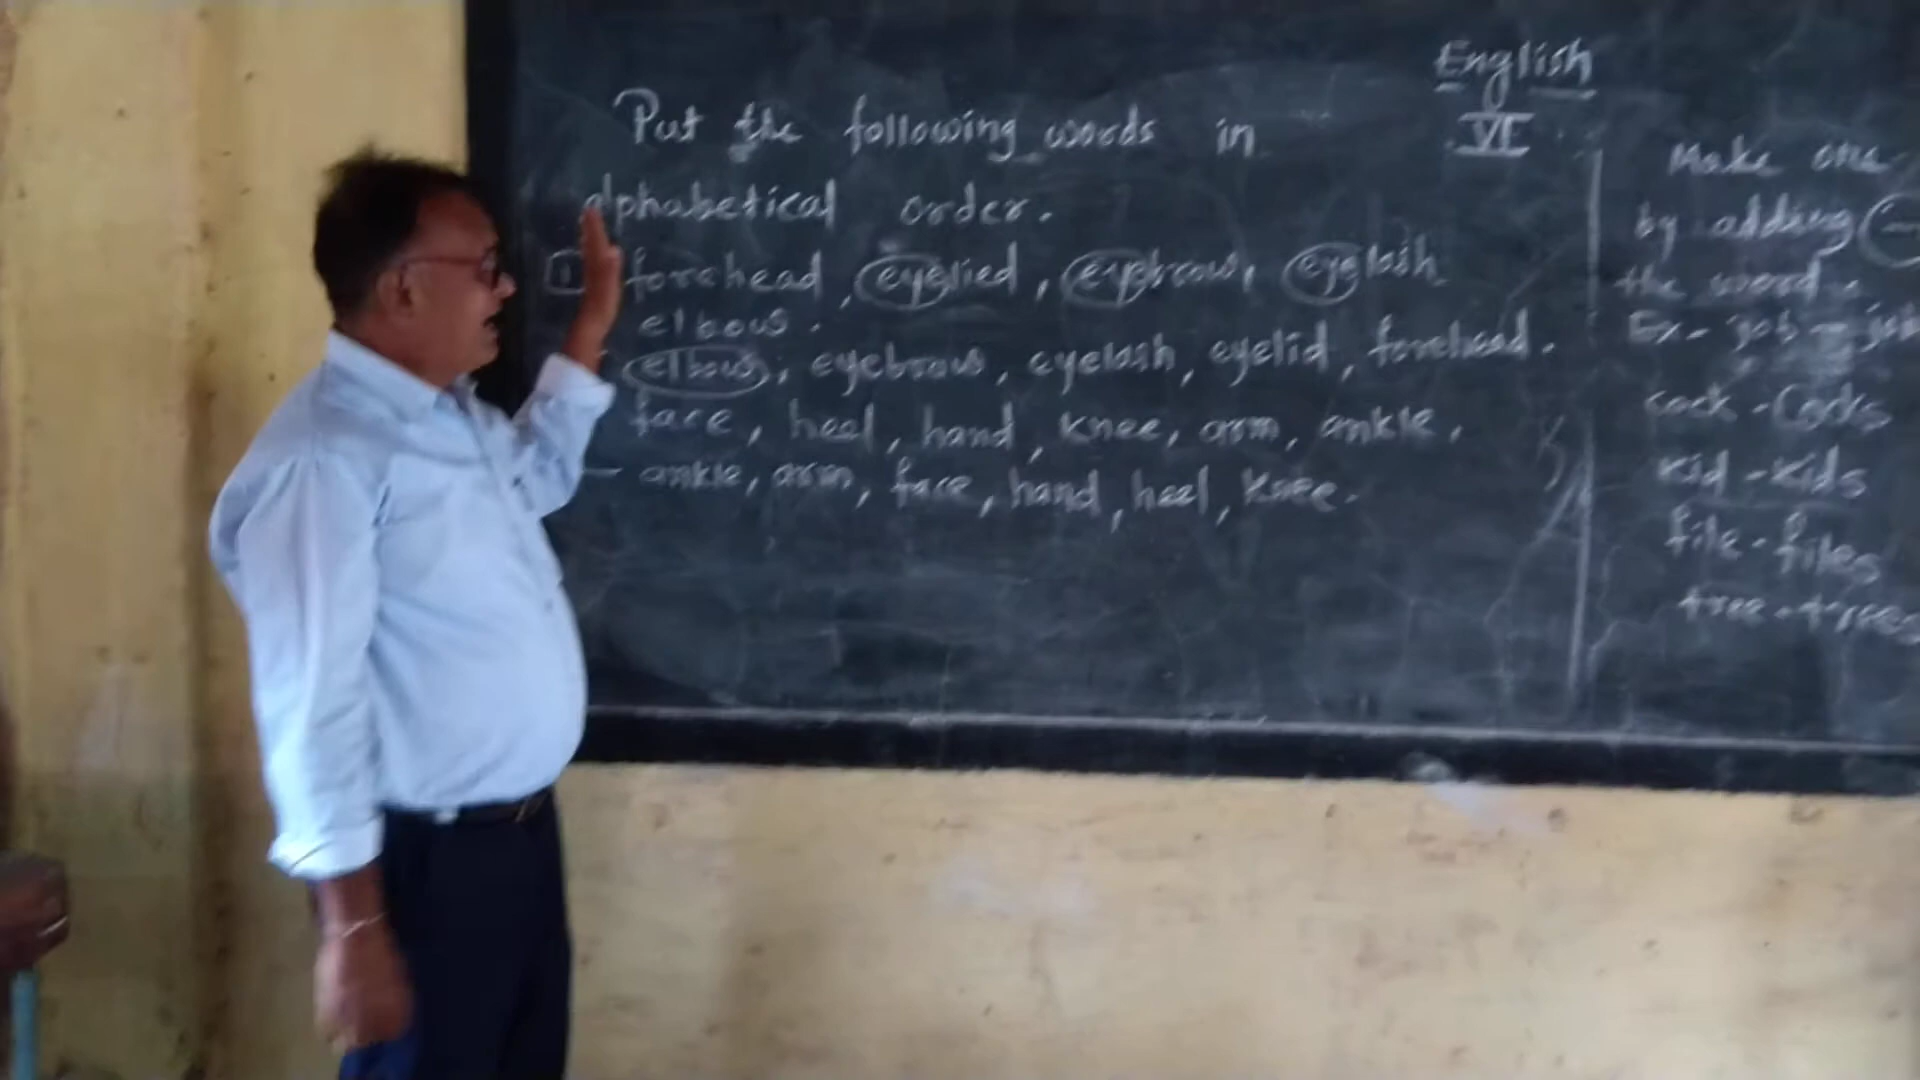 English
VI
Put the following words in
alphabetical order.
1 forehead, eyelied, eyebrow, eyelash
elbow.
elbow, eyebrow, eyelash, eyelid, forehead.
face, heel, hand, knee, arm, ankle,
– ankle, arm, face, hand, heel, knee.
Make one
by adding
the word.
Ex- job -
cock - Cocks
kid - kids
file - files
tree - trees